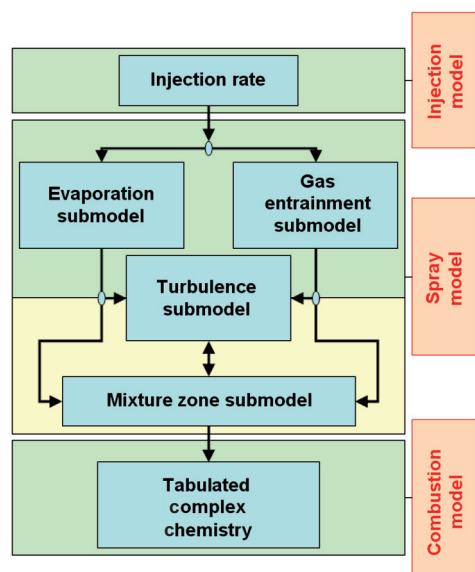 Injection rate
Injection
model
Evaporation
submodel
Gas
entrainment
submodel
Turbulence
submodel
Spray
model
Mixture zone submodel
Tabulated
complex
chemistry
Combustion
model